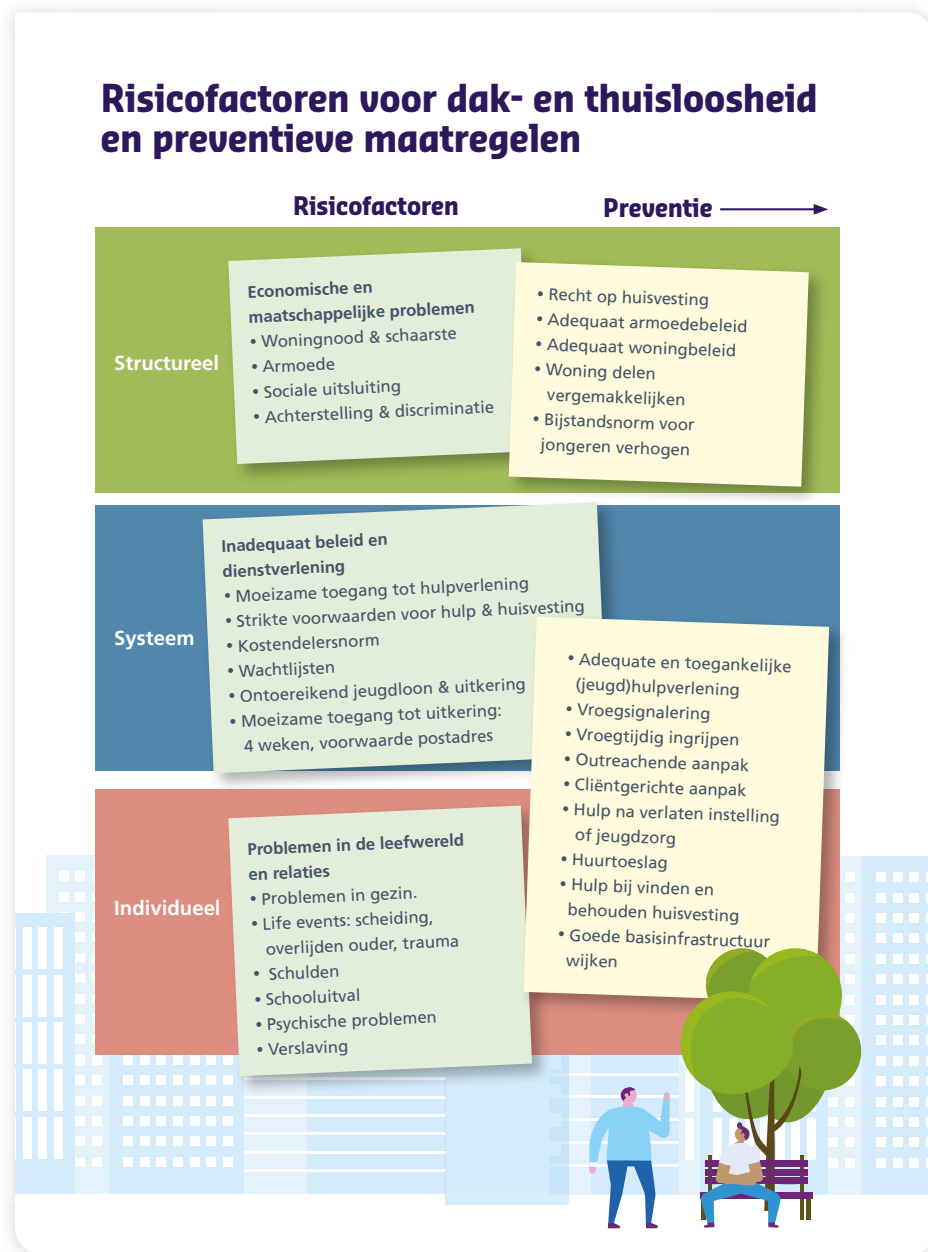 Risicofactoren voor dak- en thuisloosheid
en preventieve maatregelen
Risicofactoren
Preventie
Structureel
Economische en
maatschappelijke problemen
• Woningnood & schaarste
• Armoede
• Sociale uitsluiting
• Achterstelling & discriminatie
• Recht op huisvesting
• Adequaat armoedebeleid
• Adequaat woningbeleid
• Woning delen
vergemakkelijken
• Bijstandsnorm voor
jongeren verhogen
Systeem
Inadequaat beleid en
dienstverlening
• Moeizame toegang tot hulpverlening
• Strikte voorwaarden voor hulp & huisvesting
• Kostendelersnorm
• Wachtlijsten
• Ontoereikend jeugdloon & uitkering
• Moeizame toegang tot uitkering:
4 weken, voorwaarde postadres
• Adequate en toegankelijke
(jeugd)hulpverlening
• Vroegsignalering
• Vroegtijdig ingrijpen
• Outreachende aanpak
• Cliëntgerichte aanpak
• Hulp na verlaten instelling
of jeugdzorg
• Huurtoeslag
• Hulp bij vinden en
behouden huisvesting
• Goede basisinfrastructuur
wijken
Individueel
Problemen in de leefwereld
en relaties
• Problemen in gezin.
• Life events: scheiding,
overlijden ouder, trauma
• Schulden
• Schooluitval
• Psychische problemen
• Verslaving